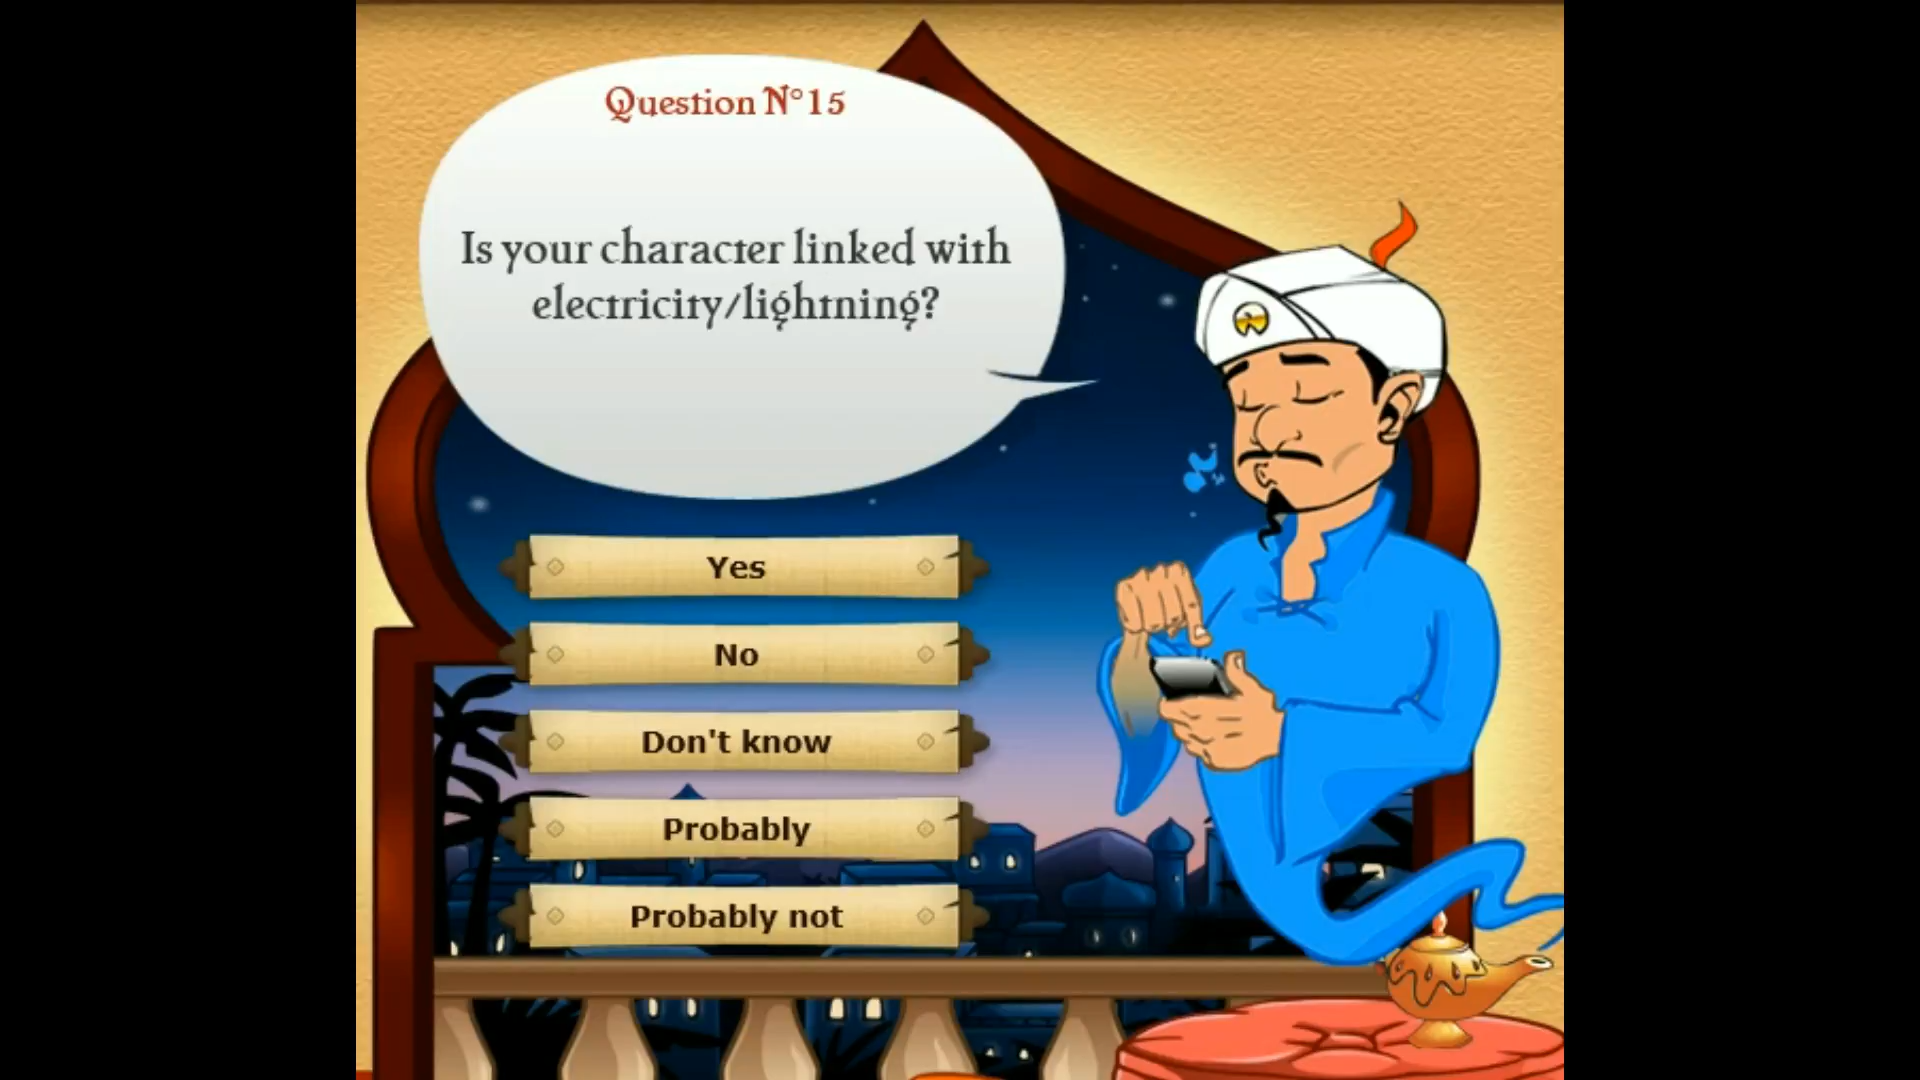 Question N°15
Is your character linked with
electricity/lightning?
Yes
No
Don't know
Probably
Probably not